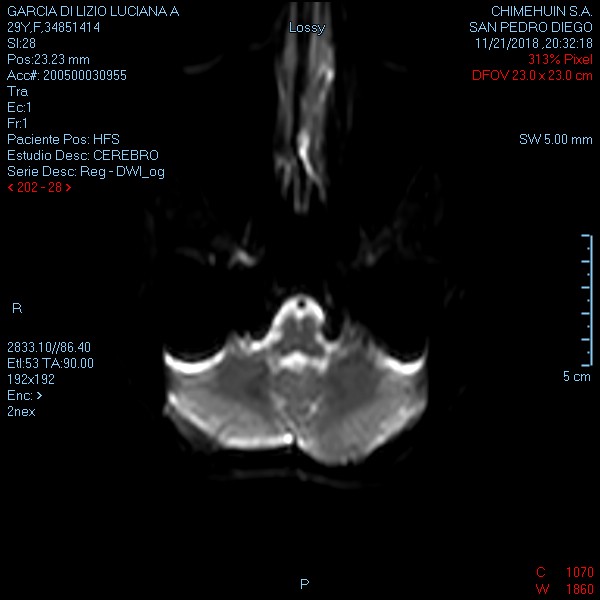 GARCIA DI LIZIO LUCIANA A
29Y,F,34851414
Sl:28
Pos:23.23 mm
Acc#: 200500030955
Tra
Ec:1
Fr:1
Paciente Pos: HFS
Estudio Desc: CEREBRO
Serie Desc: Reg - DWI_og
< 202 - 28 >
Lossy
CHIMEHUIN S.A.
SAN PEDRO DIEGO
11/21/2018 ,20:32:18
313% Pixel
DFOV 23.0 x 23.0 cm
SW 5.00 mm
R
2833.10//86.40
Etl:53 TA:90.00
192x192
Enc: >
2nex
5 cm
P
C 1070
W 1860